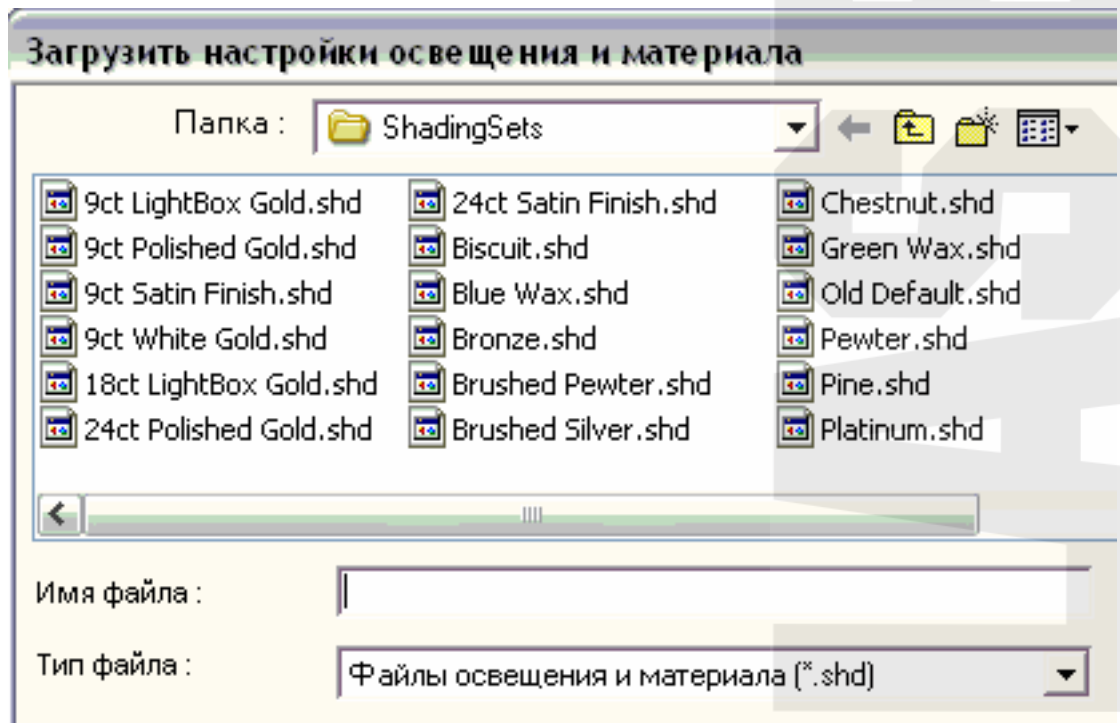 Загрузить настройки освещения и материала
Папка : ShadingSets
9ct LightBox Gold.shd 24ct Satin Finish.shd Chestnut.shd
9ct Polished Gold.shd Biscuit.shd Green Wax.shd
9ct Satin Finish.shd Blue Wax.shd Old Default.shd
9ct White Gold.shd Bronze.shd Pewter.shd
18ct LightBox Gold.shd Brushed Pewter.shd Pine.shd
24ct Polished Gold.shd Brushed Silver.shd Platinum.shd
Имя файла :
Тип файла : Файлы освещения и материала (*.shd)